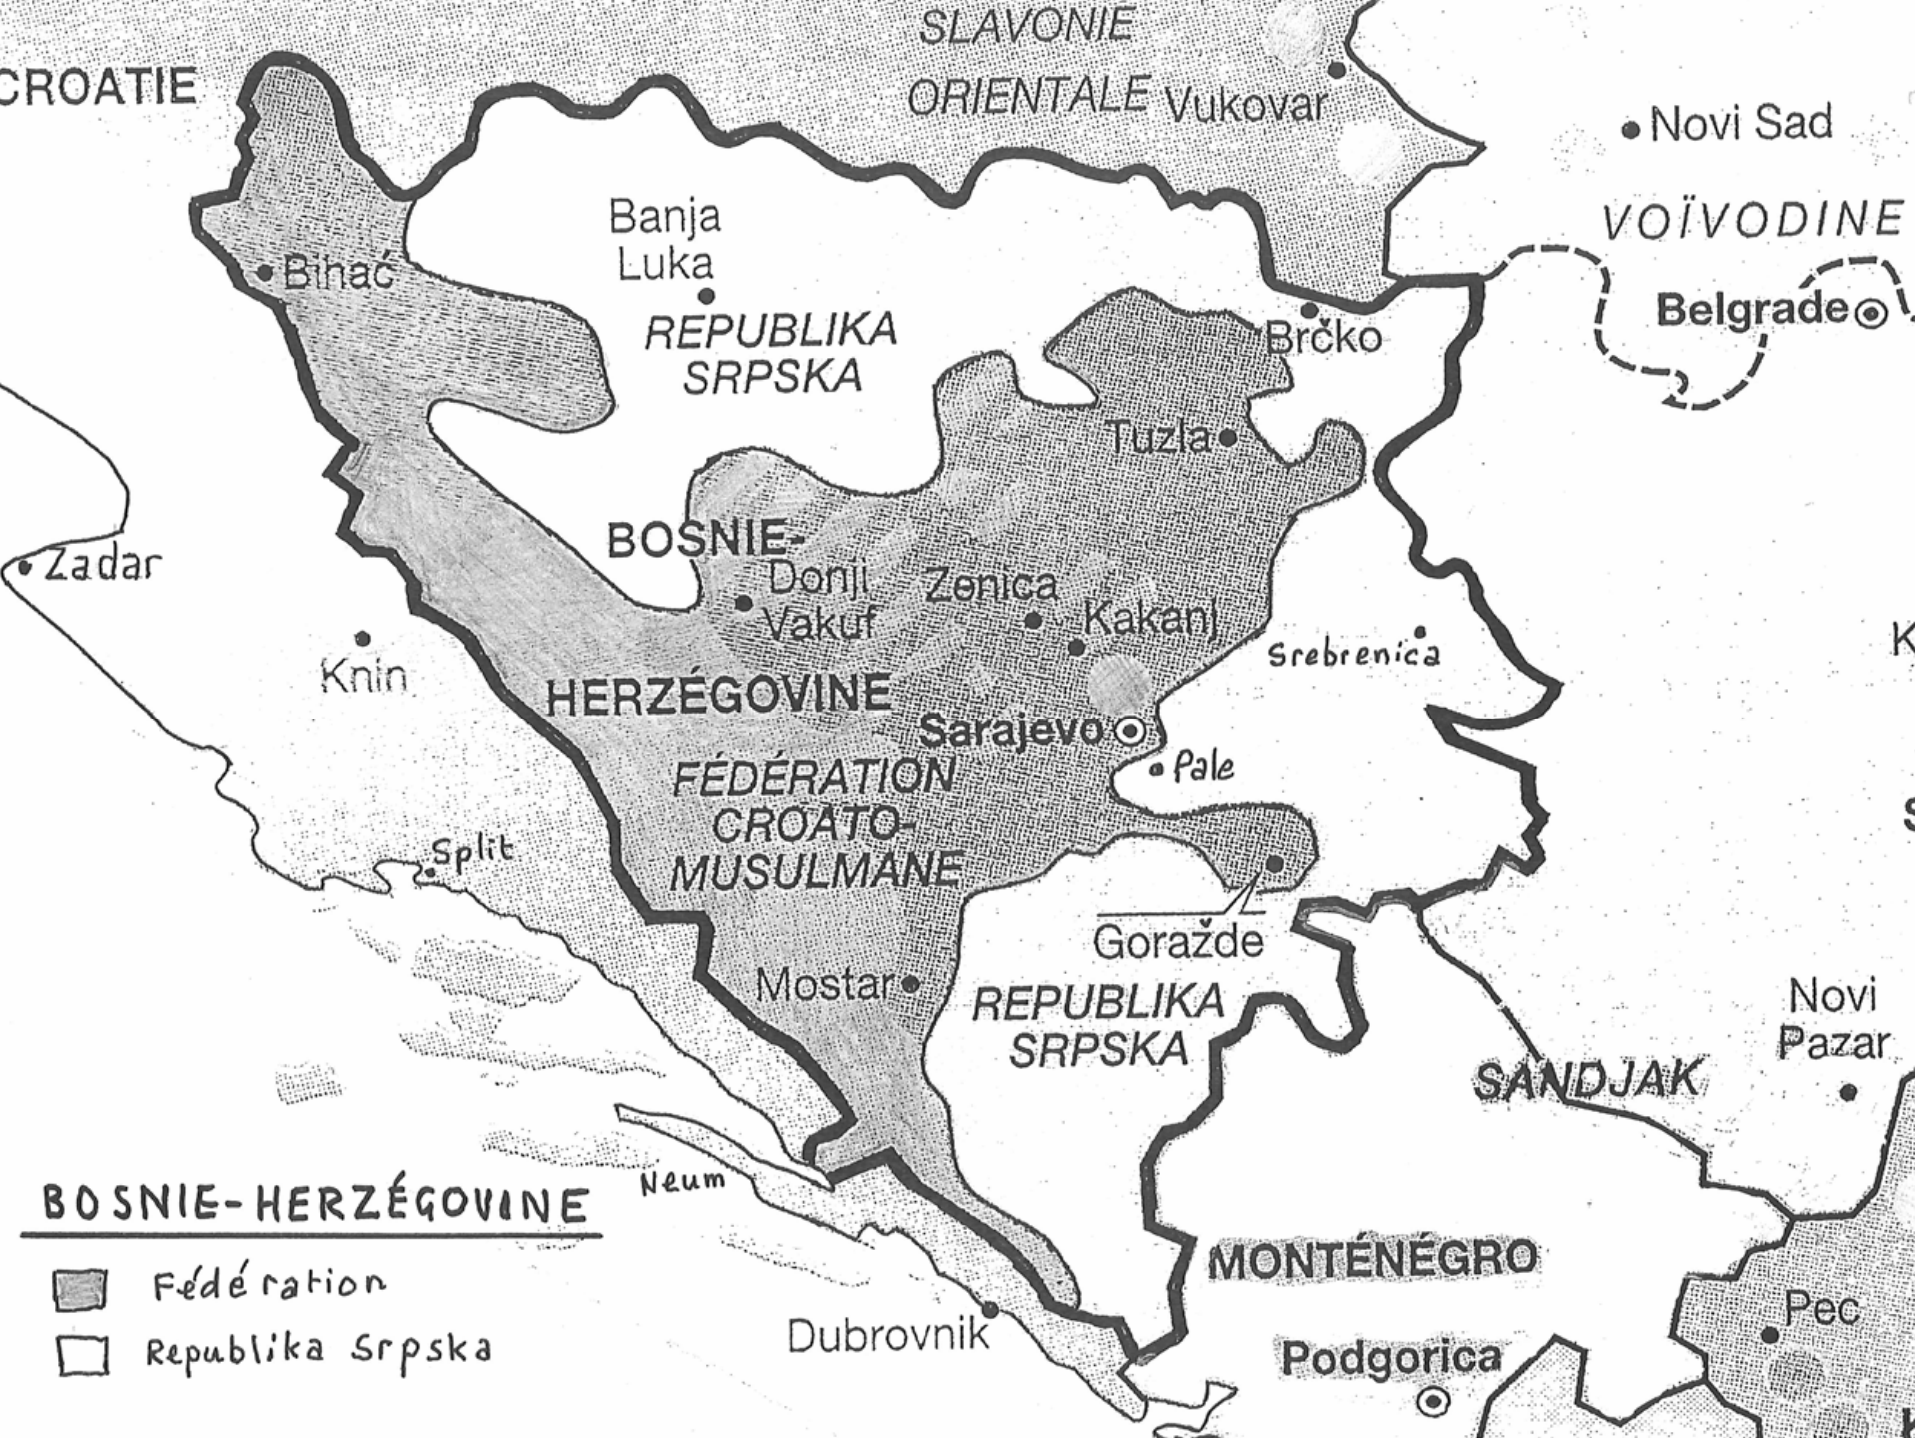 SLAVONIE
ORIENTALE
CROATIE
Vukovar
Novi Sad
VOÏVODINE
Banja
Luka
Bihać
REPUBLIKA
SRPSKA
Brčko
Belgrade
Tuzla
BOSNIE-
HERZÉGOVINE
Donji
Vakuf
Zenica
Kakanj
Zadar
Knin
Srebrenica
Sarajevo
Pale
FÉDÉRATION
CROATO-
MUSULMANE
Split
Goražde
Mostar
REPUBLIKA
SRPSKA
Novi
Pazar
SANDJAK
Neum
BOSNIE-HERZÉGOVINE
Fédération
Republika Srpska
MONTÉNÉGRO
Dubrovnik
Podgorica
Pec